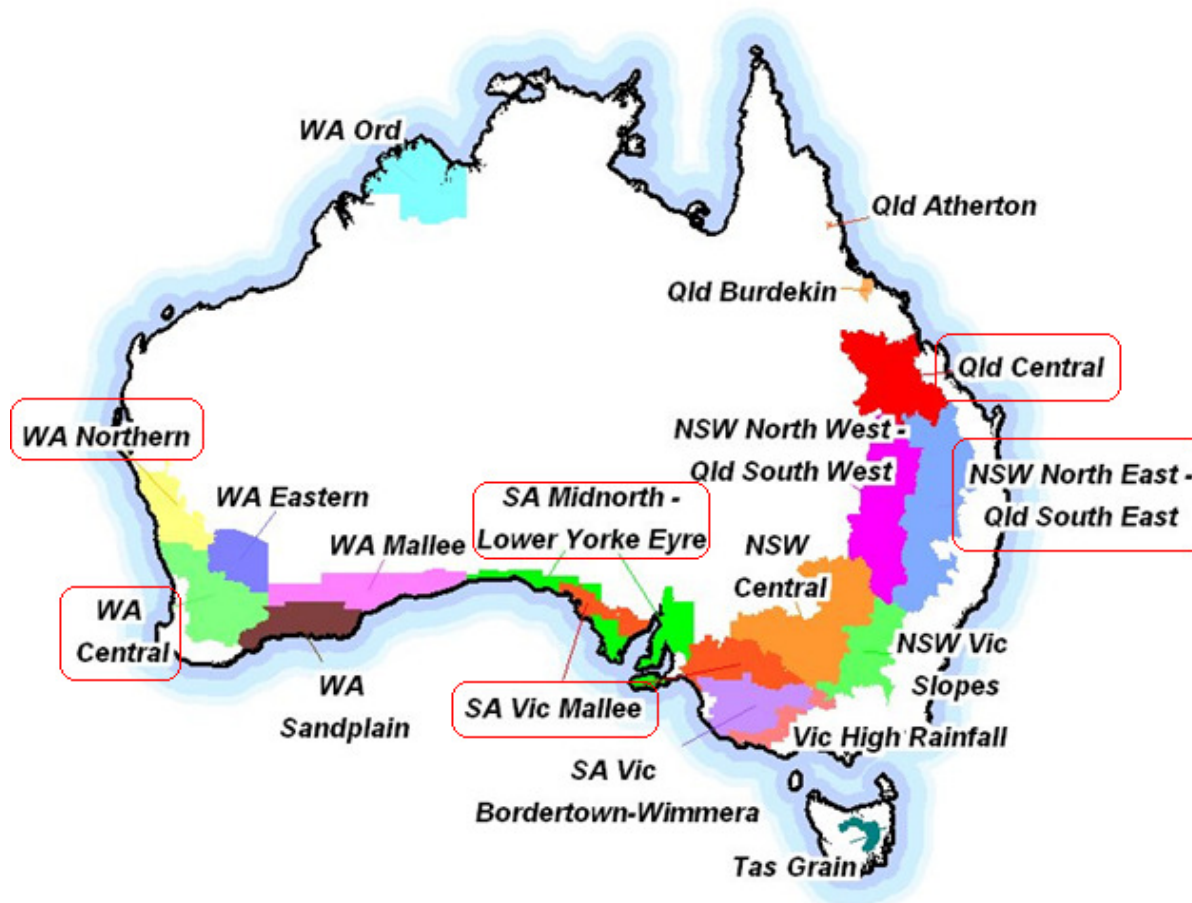 WA Ord
Qld Atherton
Qld Burdekin
Qld Central
WA Northern
NSW North West -
Qld South West
NSW North East -
Qld South East
WA Eastern
SA Midnorth -
Lower Yorke Eyre
WA Mallee
NSW
Central
WA
Central
NSW Vic
Slopes
WA
Sandplain
SA Vic Mallee
Vic High Rainfall
SA Vic
Bordertown-Wimmera
Tas Grain